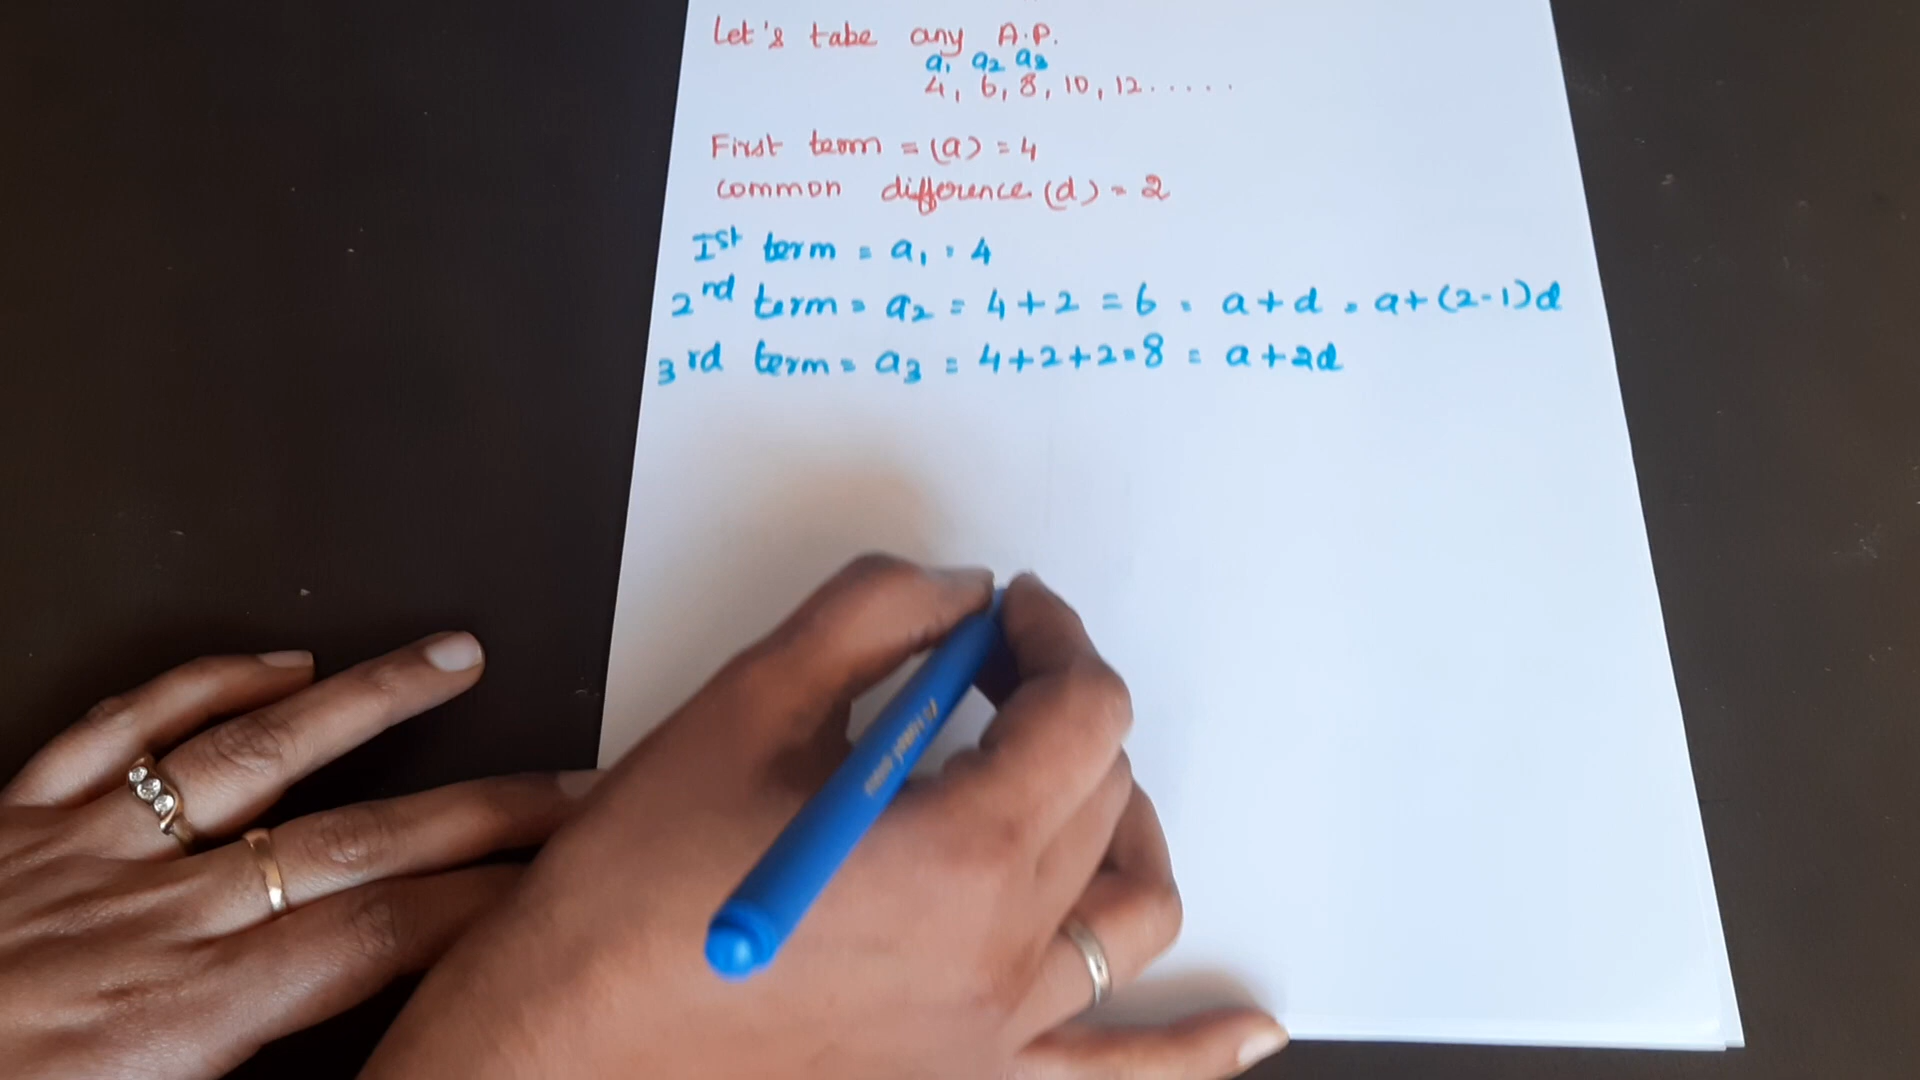 Let's take any A.P.
a₁ a₂ a₃
4, 6, 8, 10, 12.....
First term = (a) = 4
common difference (d) = 2
Ist term = a₁ = 4
2nd term = a₂ = 4+2 = 6 = a+d = a+(2-1)d
3rd term = a₃ = 4+2+2=8 = a+2d